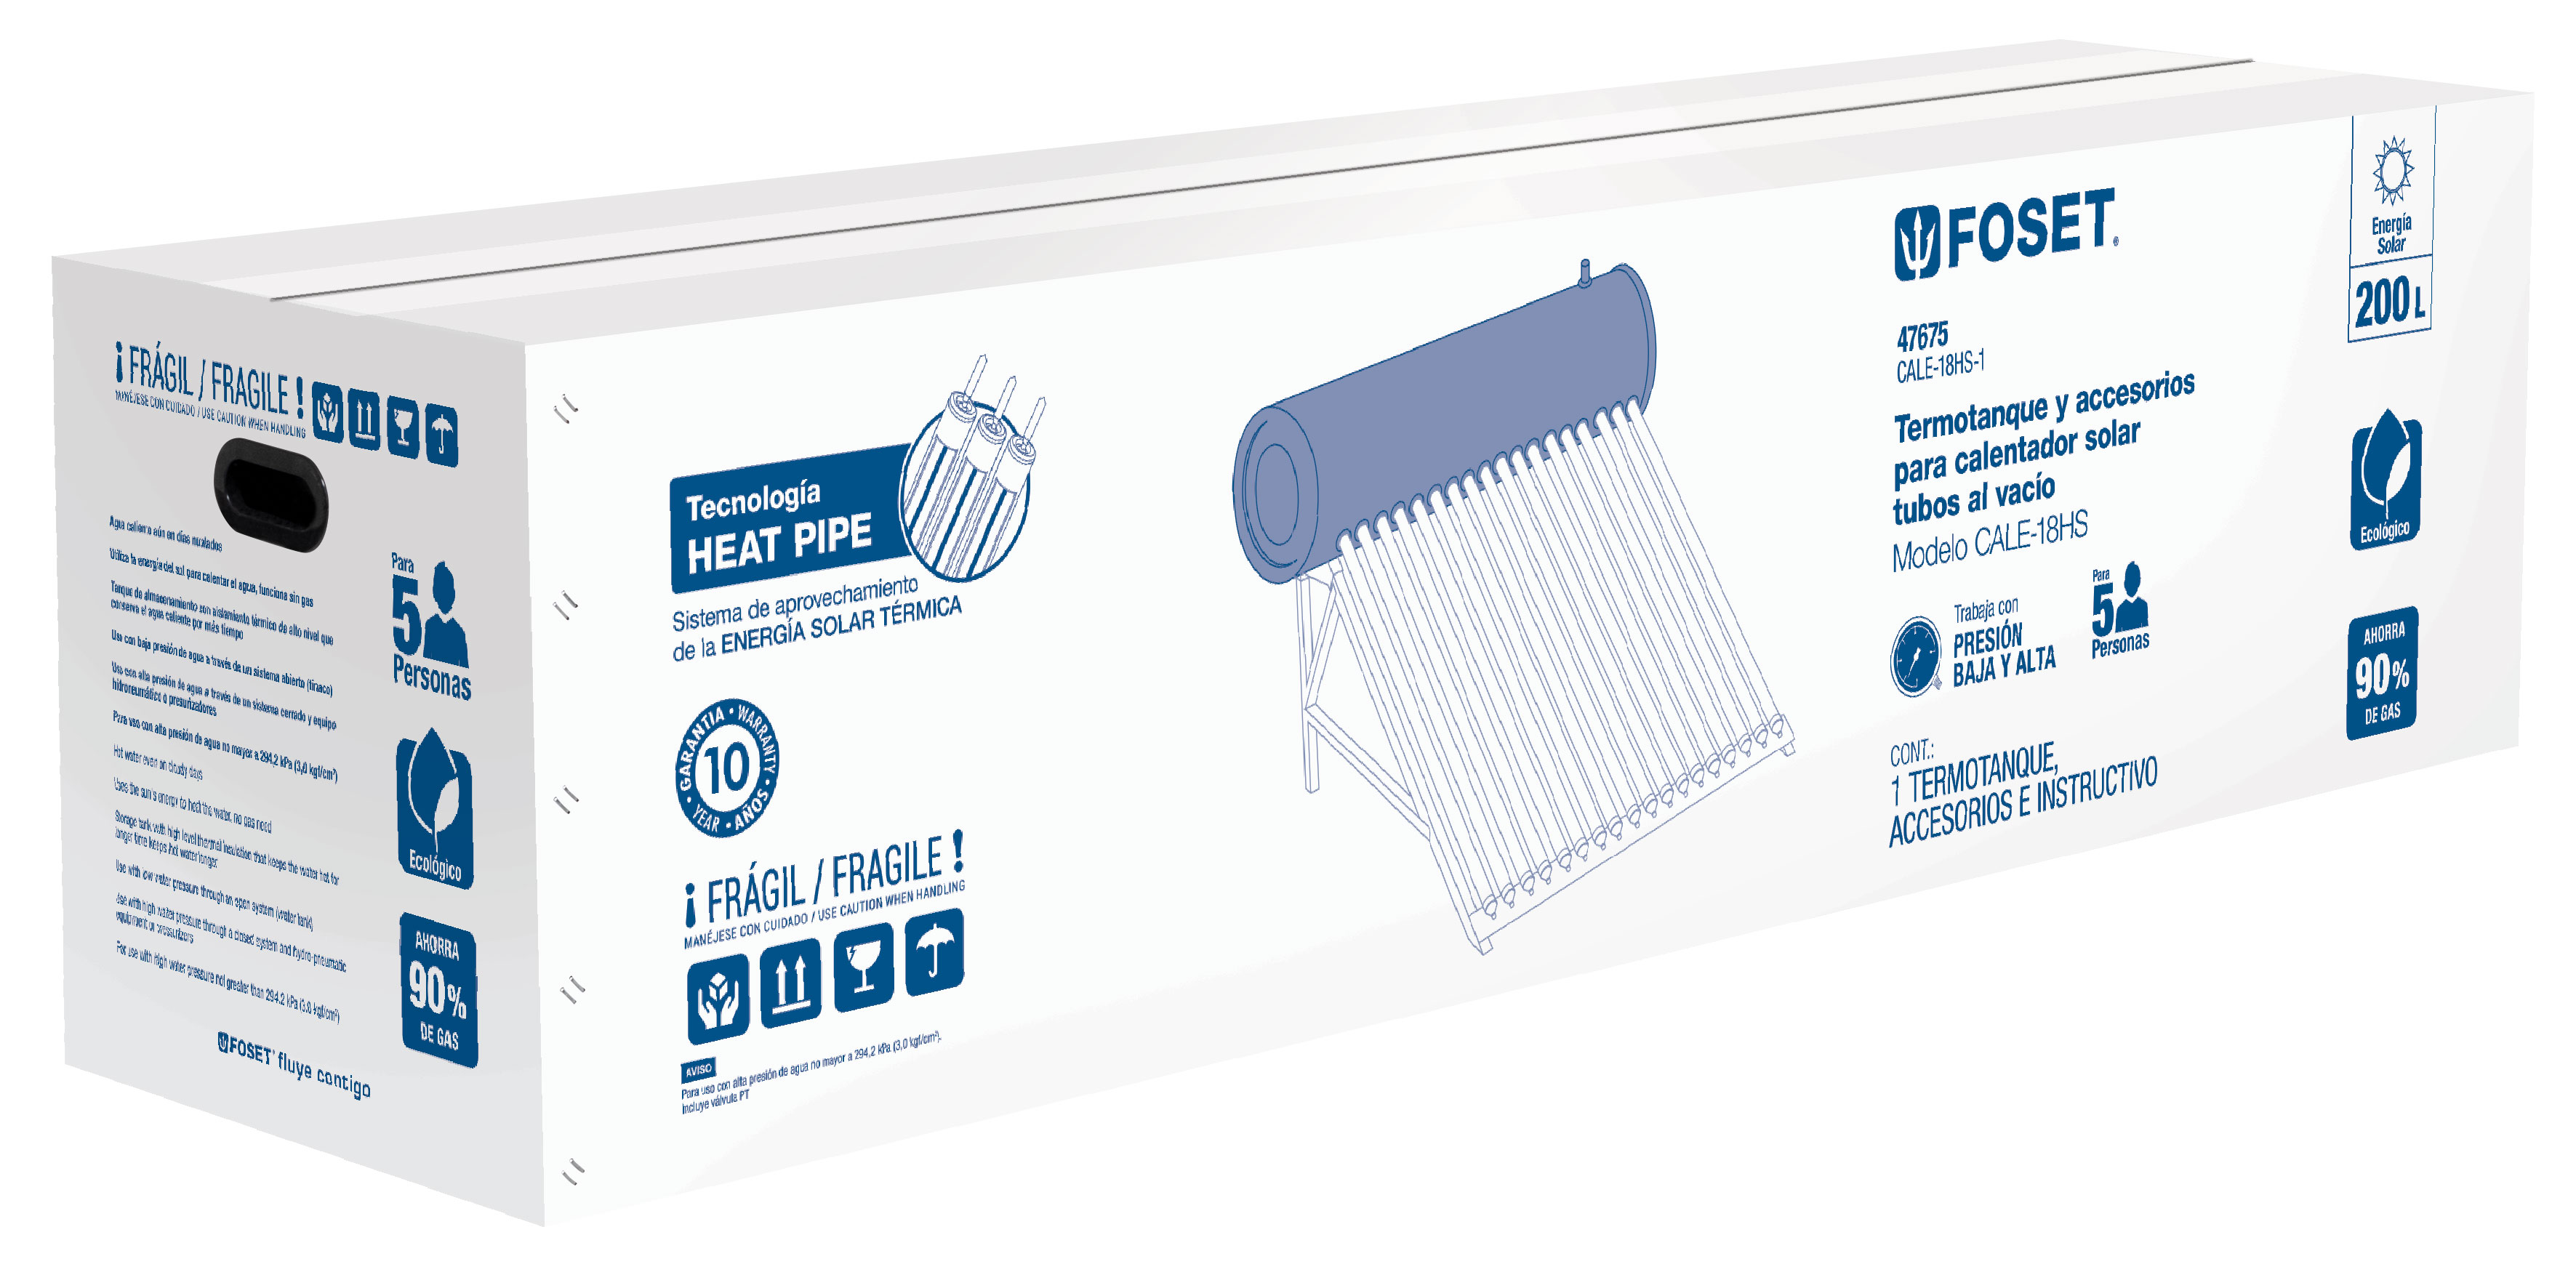 ¡ FRÁGIL / FRAGILE !
MANÉJESE CON CUIDADO / USE CAUTION WHEN HANDLING
Agua caliente aún en días nublados
Utiliza la energía del sol para calentar el agua, funciona sin gas
Tanque de almacenamiento con aislamiento térmico de alto nivel que
conserva el agua caliente por más tiempo
Usa con baja presión de agua a través de un sistema abierto (tinaco)
Usa con alta presión de agua a través de un sistema cerrado y equipo
hidroneumático o presurizadores
Para uso con alta presión de agua no mayor a 294,2 kPa (3,0 kgf/cm²)
Hot water even on cloudy days
Uses the sun's energy to heat the water, no gas need
Storage tank with high level thermal insulation that keeps the water hot for
longer time keeps hot water longer
Use with low water pressure through an open system (water tank)
Use with high water pressure through a closed system and hydro-pneumatic
equipment or pressurizers
For use with high water pressure not greater than 294.2 kPa (3.0 kgf/cm²)
FOSET® fluye contigo
Para
5
Personas
Ecológico
AHORRA
90%
DE GAS
Tecnología
HEAT PIPE
Sistema de aprovechamiento
de la ENERGÍA SOLAR TÉRMICA
GARANTIA • WARRANTY
10
YEAR • AÑOS
¡ FRÁGIL / FRAGILE !
MANÉJESE CON CUIDADO / USE CAUTION WHEN HANDLING
AVISO
Para uso con alta presión de agua no mayor a 294,2 kPa (3,0 kgf/cm²).
Incluye válvula PT
FOSET®
47675
CALE-18HS-1
Termotanque y accesorios
para calentador solar
tubos al vacío
Modelo CALE-18HS
Trabaja con
PRESIÓN
BAJA Y ALTA
Para
5
Personas
CONT.:
1 TERMOTANQUE,
ACCESORIOS E INSTRUCTIVO
Energía
Solar
200 L
Ecológico
AHORRA
90%
DE GAS